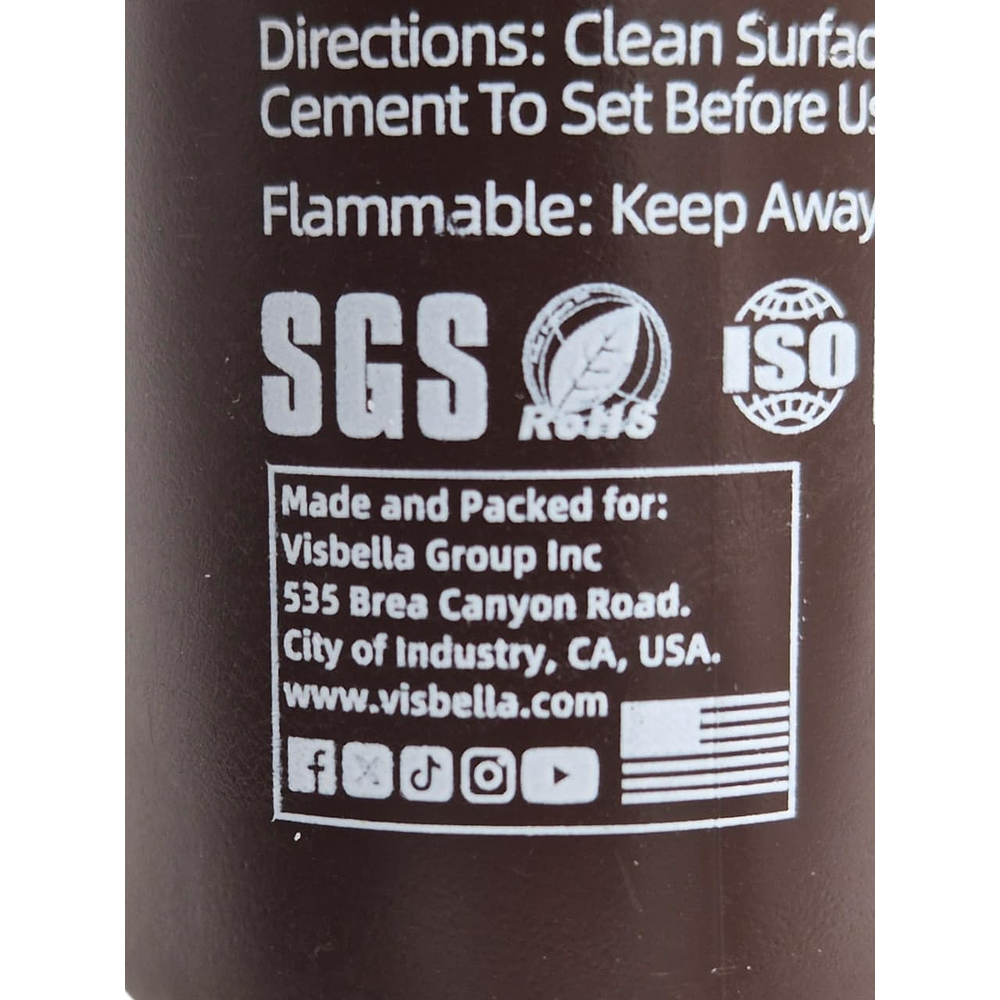 Directions: Clean Surfac
Cement To Set Before Us
Flammable: Keep Away
SGS RoHS ISO
Made and Packed for:
Visbella Group Inc
535 Brea Canyon Road.
City of Industry, CA, USA.
www.visbella.com